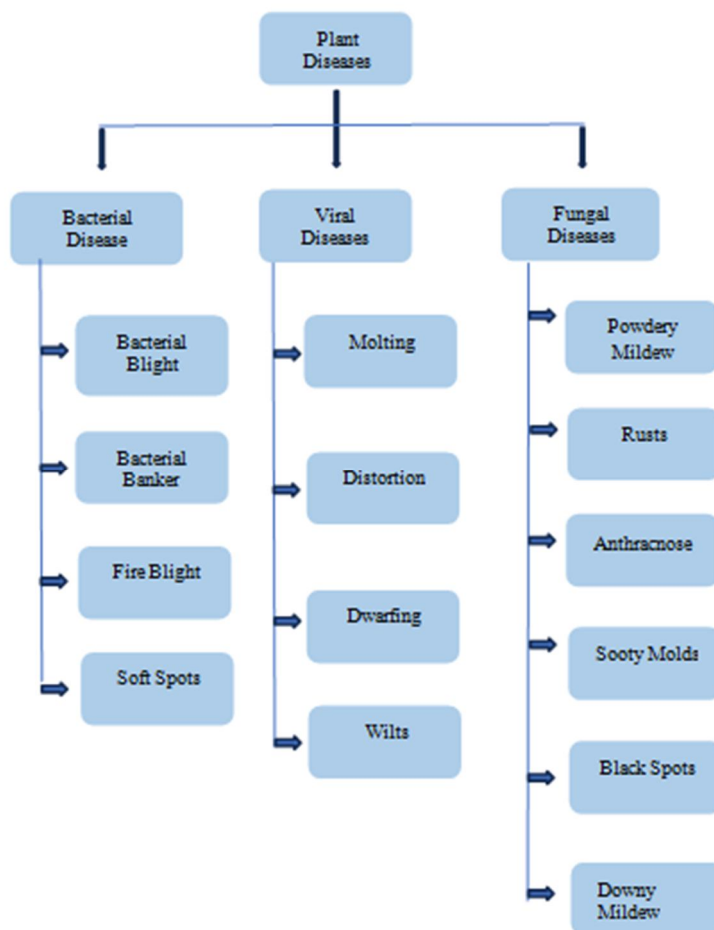 Plant
Diseases
Bacterial
Disease
Viral
Diseases
Fungal
Diseases
Bacterial
Blight
Bacterial
Banker
Fire Blight
Soft Spots
Molting
Distortion
Dwarfing
Wilts
Powdery
Mildew
Rusts
Anthracnose
Sooty Molds
Black Spots
Downy
Mildew